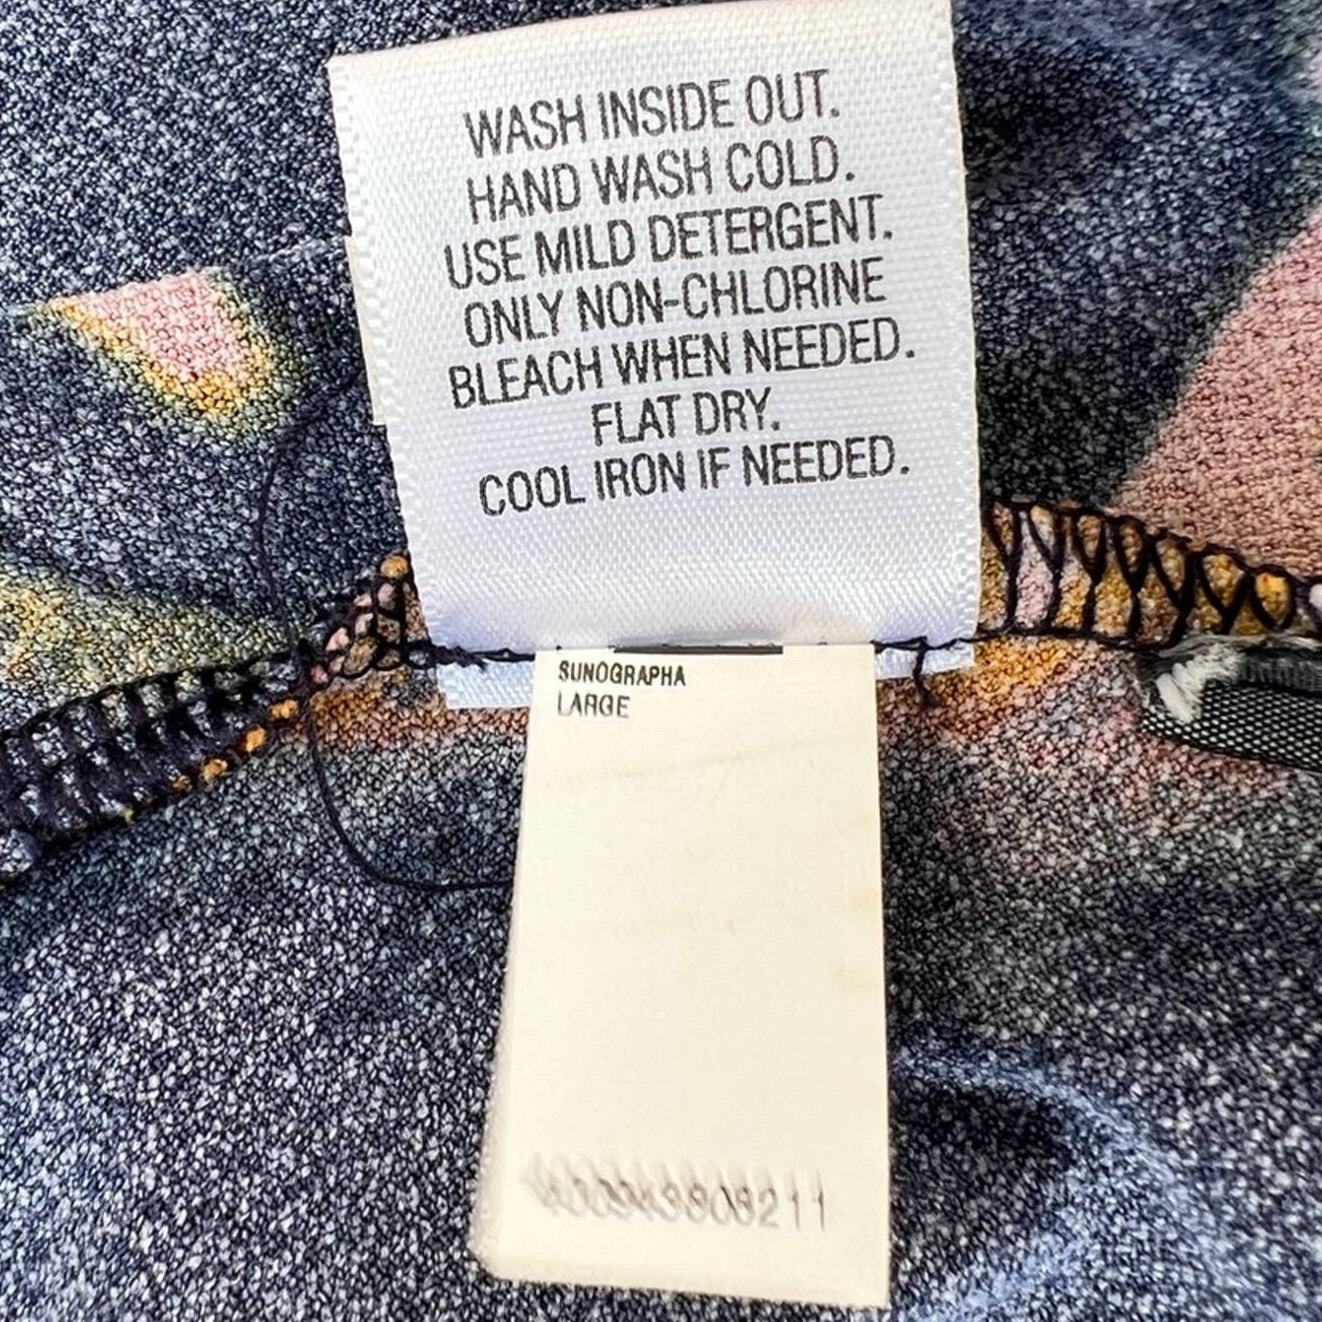 WASH INSIDE OUT.
HAND WASH COLD.
USE MILD DETERGENT.
ONLY NON-CHLORINE
BLEACH WHEN NEEDED.
FLAT DRY.
COOL IRON IF NEEDED.
SUNOGRAPHA
LARGE